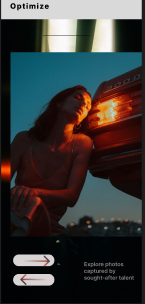 Optimize
Explore photos
captured by
sought-after talent